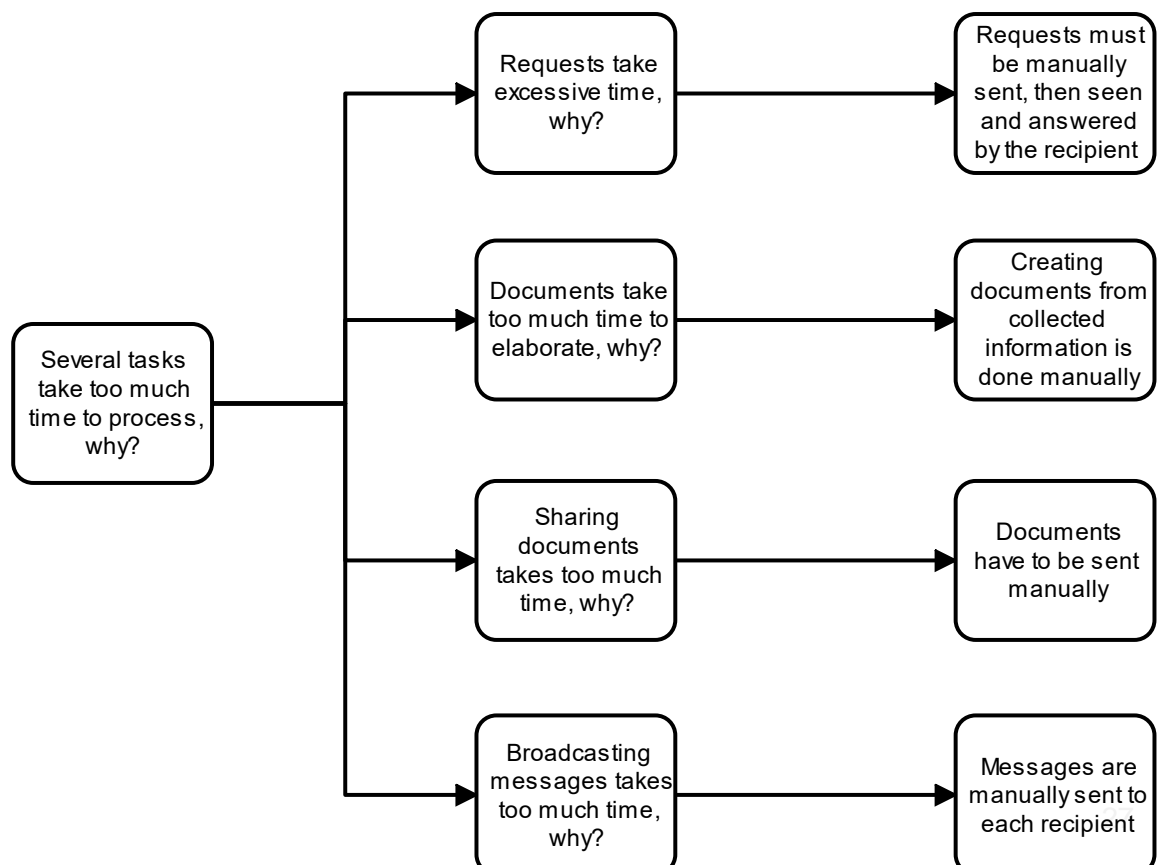 Requests take
excessive time,
why?
Requests must
be manually
sent, then seen
and answered
by the recipient
Documents take
too much time to
elaborate, why?
Creating
documents from
collected
information is
done manually
Several tasks
take too much
time to process,
why?
Sharing
documents
takes too much
time, why?
Documents
have to be sent
manually
Broadcasting
messages takes
too much time,
why?
Messages are
manually sent to
each recipient